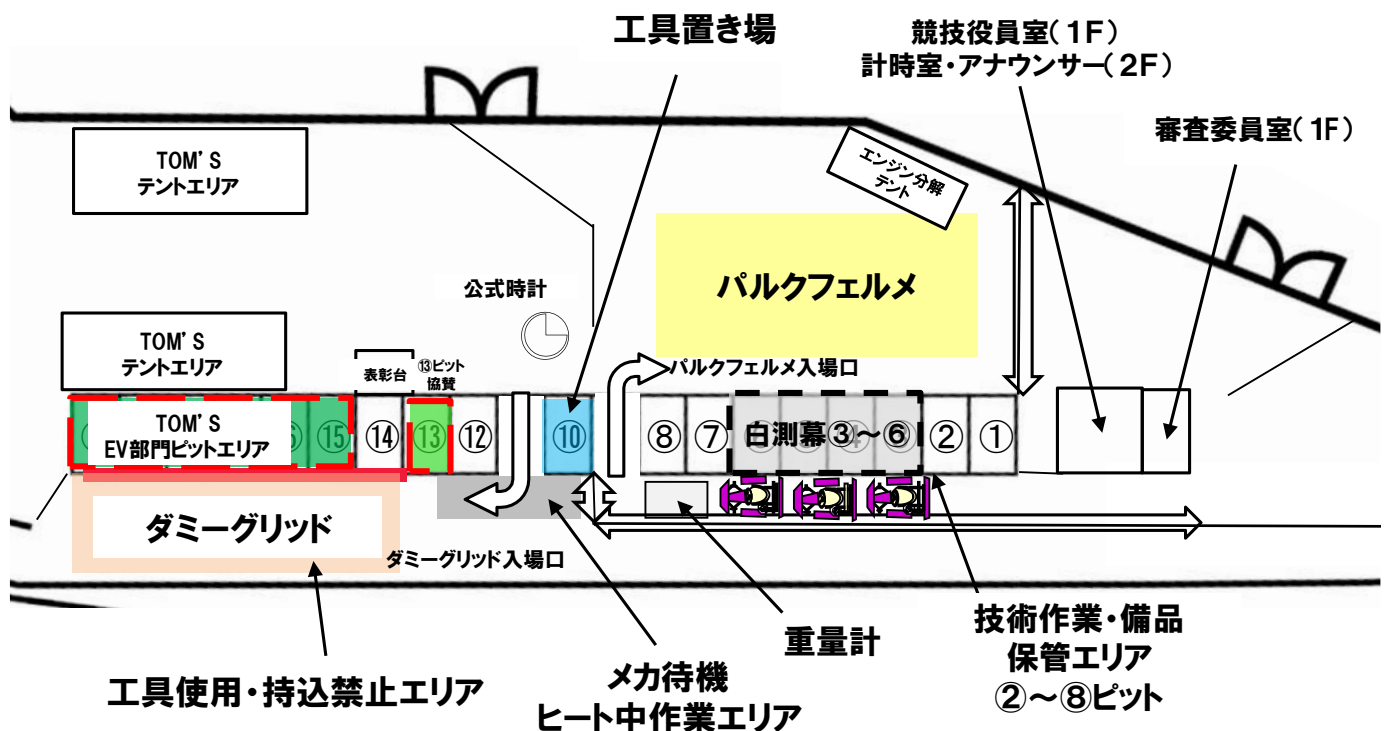 工具置き場
競技役員室（１F）
計時室・アナウンサー（２F）
審査委員室（１F）
TOM'S
テントエリア
エンジン分解
テント
パルクフェルメ
公式時計
TOM'S
テントエリア
表彰台
⑬ピット
協賛
パルクフェルメ入場口
TOM'S
EV部門ピットエリア
⑮
⑭
⑬
⑫
⑩
⑧
⑦
白測幕③～⑥
②
①
ダミーグリッド
ダミーグリッド入場口
工具使用・持込禁止エリア
メカ待機
ヒート中作業エリア
重量計
技術作業・備品
保管エリア
②～⑧ピット